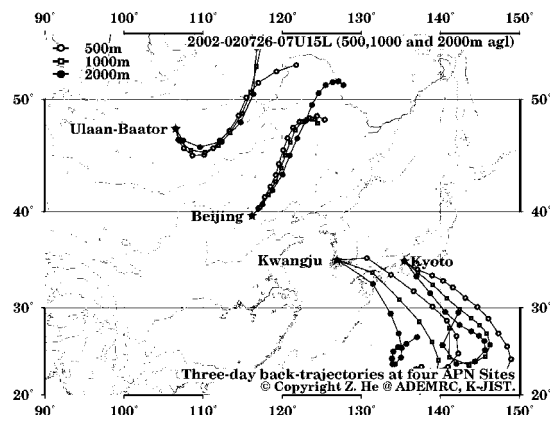 90° 100° 110° 120° 130° 140° 150°
2002-020726-07U15L (500,1000 and 2000m agl)
500m
1000m
2000m
50° 50°
Ulaan-Baator
40° Beijing 40°
Kwangju Kyoto
30° 30°
Three-day back-trajectories at four APN Sites
© Copyright Z. He @ ADEMRC, K-JIST.
20° 20°
90° 100° 110° 120° 130° 140° 150°